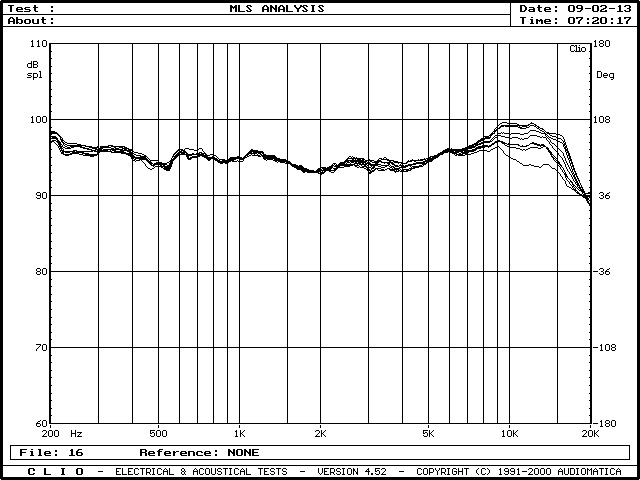 Test : MLS ANALYSIS Date: 09-02-13
About: Time: 07:20:17
110 Clio 180
dB Deg
spl
100 108
90 36
80 -36
70 -108
60 -180
200 Hz 500 1K 2K 5K 10K 20K
File: 16 Reference: NONE
C L I O - ELECTRICAL & ACOUSTICAL TESTS - VERSION 4.52 - COPYRIGHT (C) 1991-2000 AUDIOMATICA